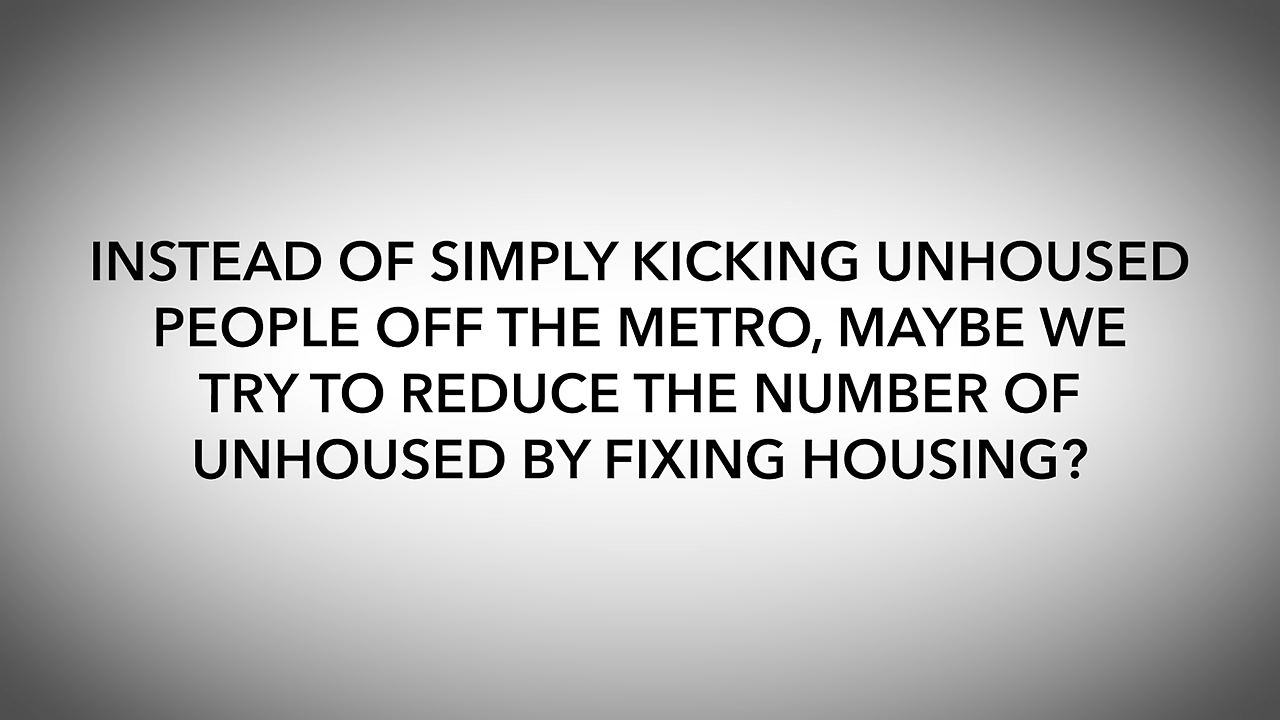 INSTEAD OF SIMPLY KICKING UNHOUSED
PEOPLE OFF THE METRO, MAYBE WE
TRY TO REDUCE THE NUMBER OF
UNHOUSED BY FIXING HOUSING?